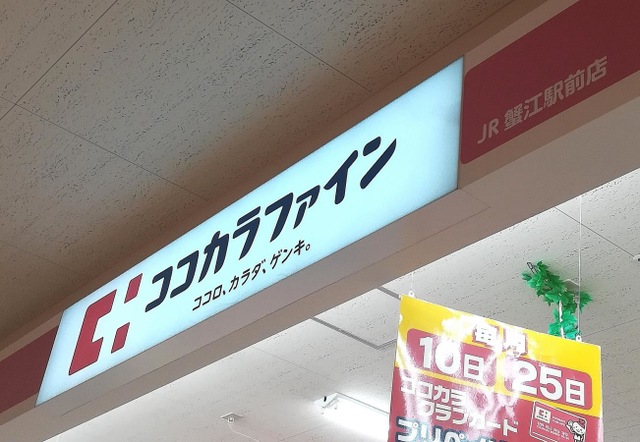 ココカラファイン
ココロ、カラダ、ゲンキ。
JR 蟹江駅前店
毎月
10日 25日
ココカラ
クラブカード